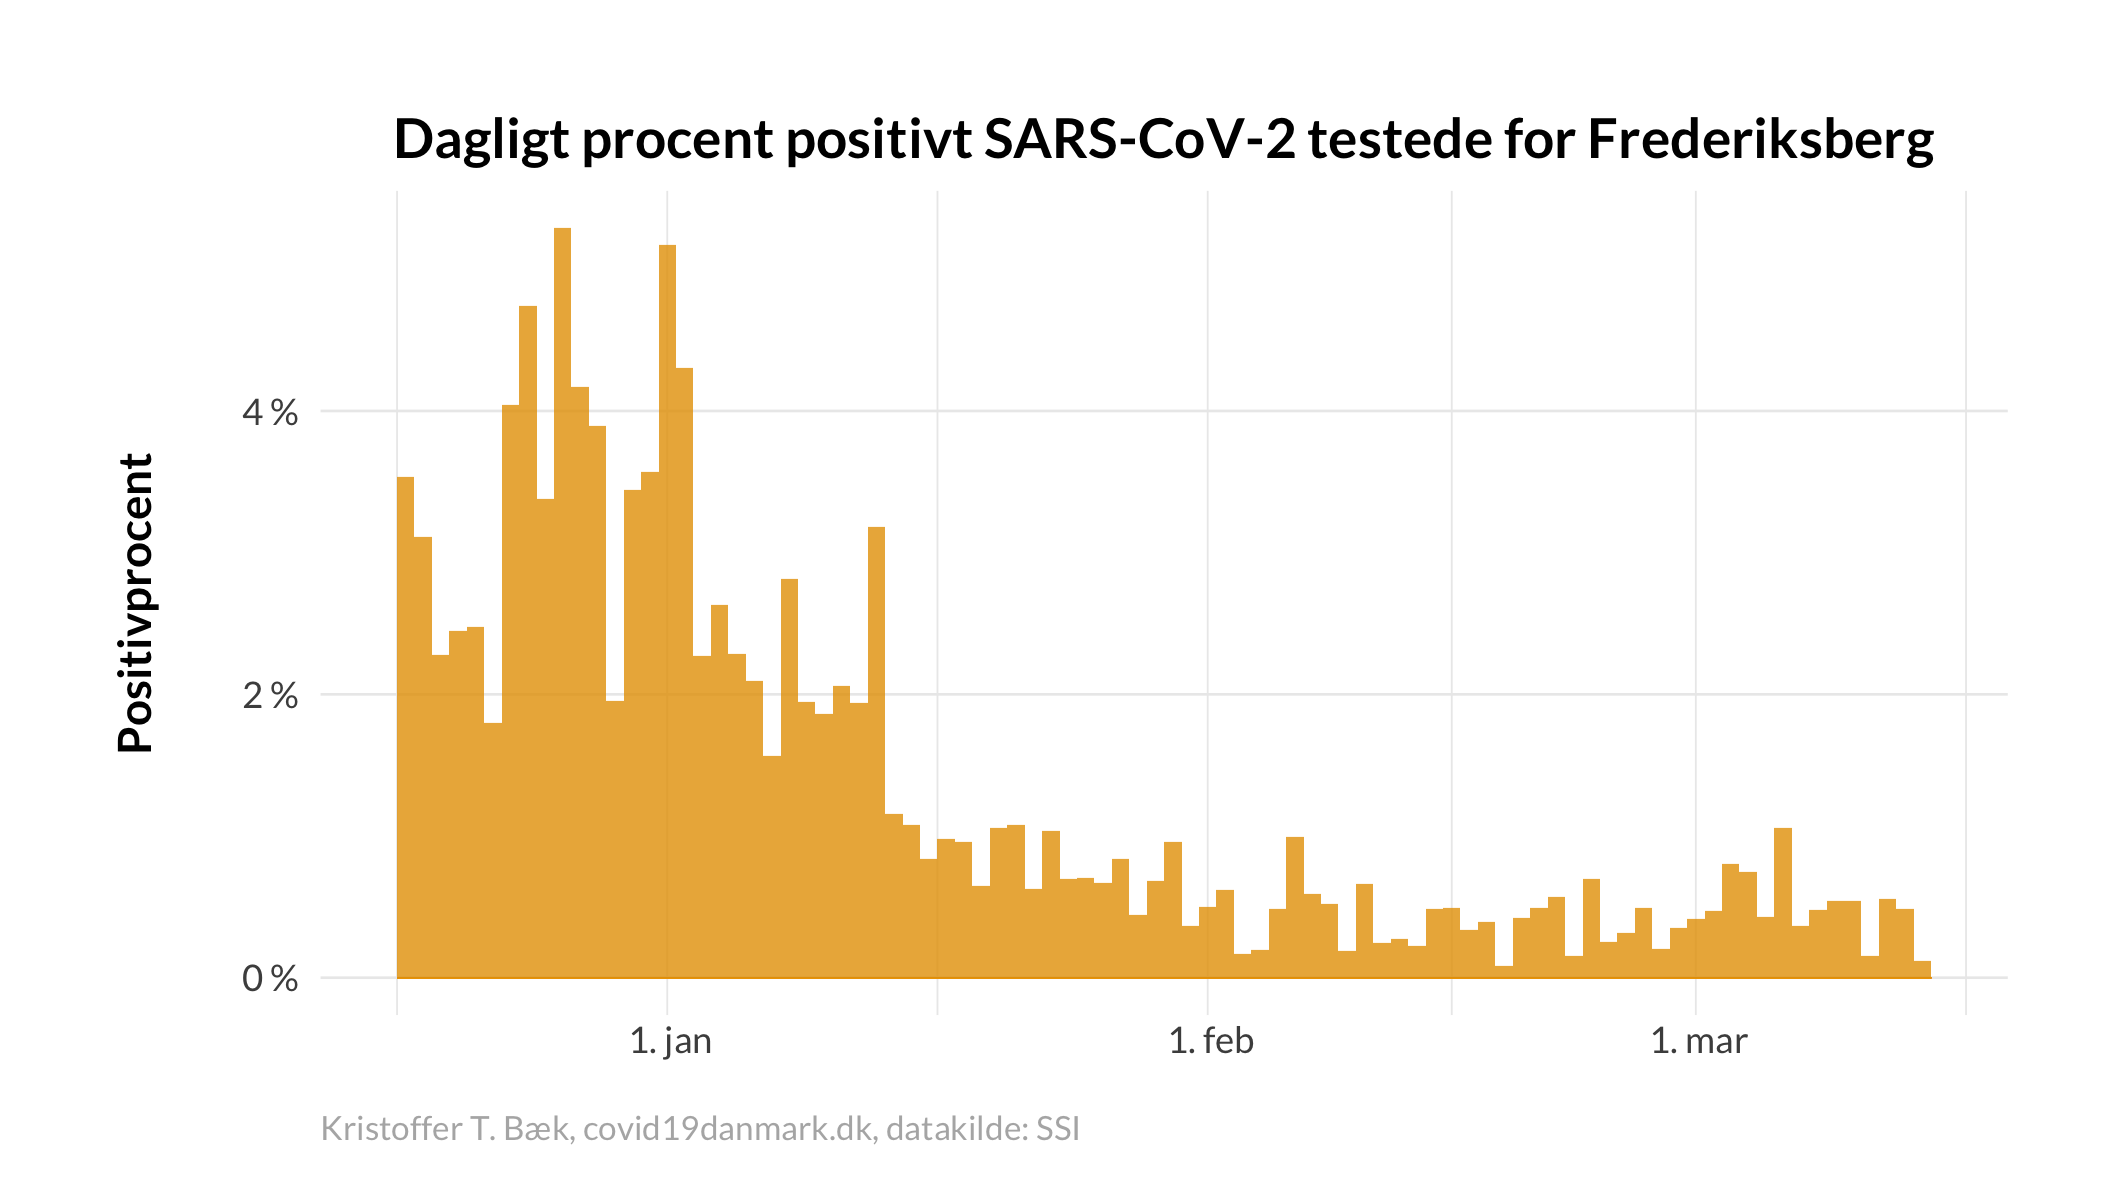 Dagligt procent positivt SARS-CoV-2 testede for Frederiksberg
Positivprocent
4 %
2 %
0 %
1. jan
1. feb
1. mar
Kristoffer T. Bæk, covid19danmark.dk, datakilde: SSI